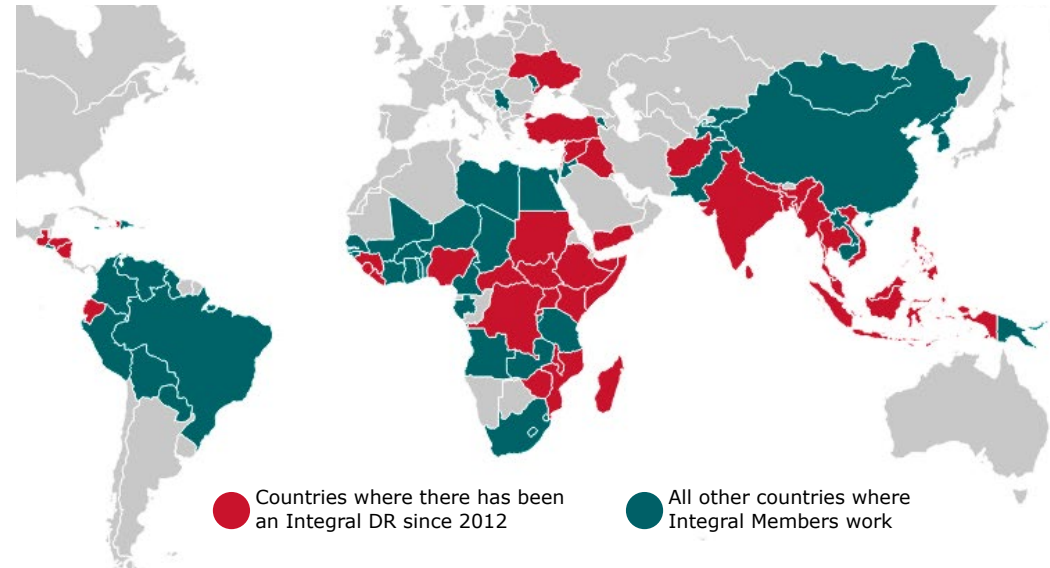 Countries where there has been
an Integral DR since 2012
All other countries where
Integral Members work